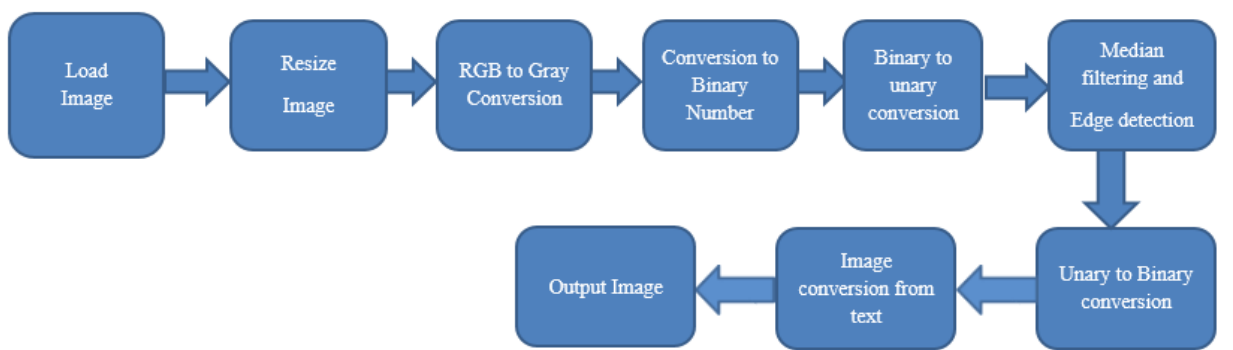 Load
Image
Resize
Image
RGB to Gray
Conversion
Conversion to
Binary
Number
Binary to
unary
conversion
Median
filtering and
Edge detection
Unary to Binary
conversion
Image
conversion from
text
Output Image